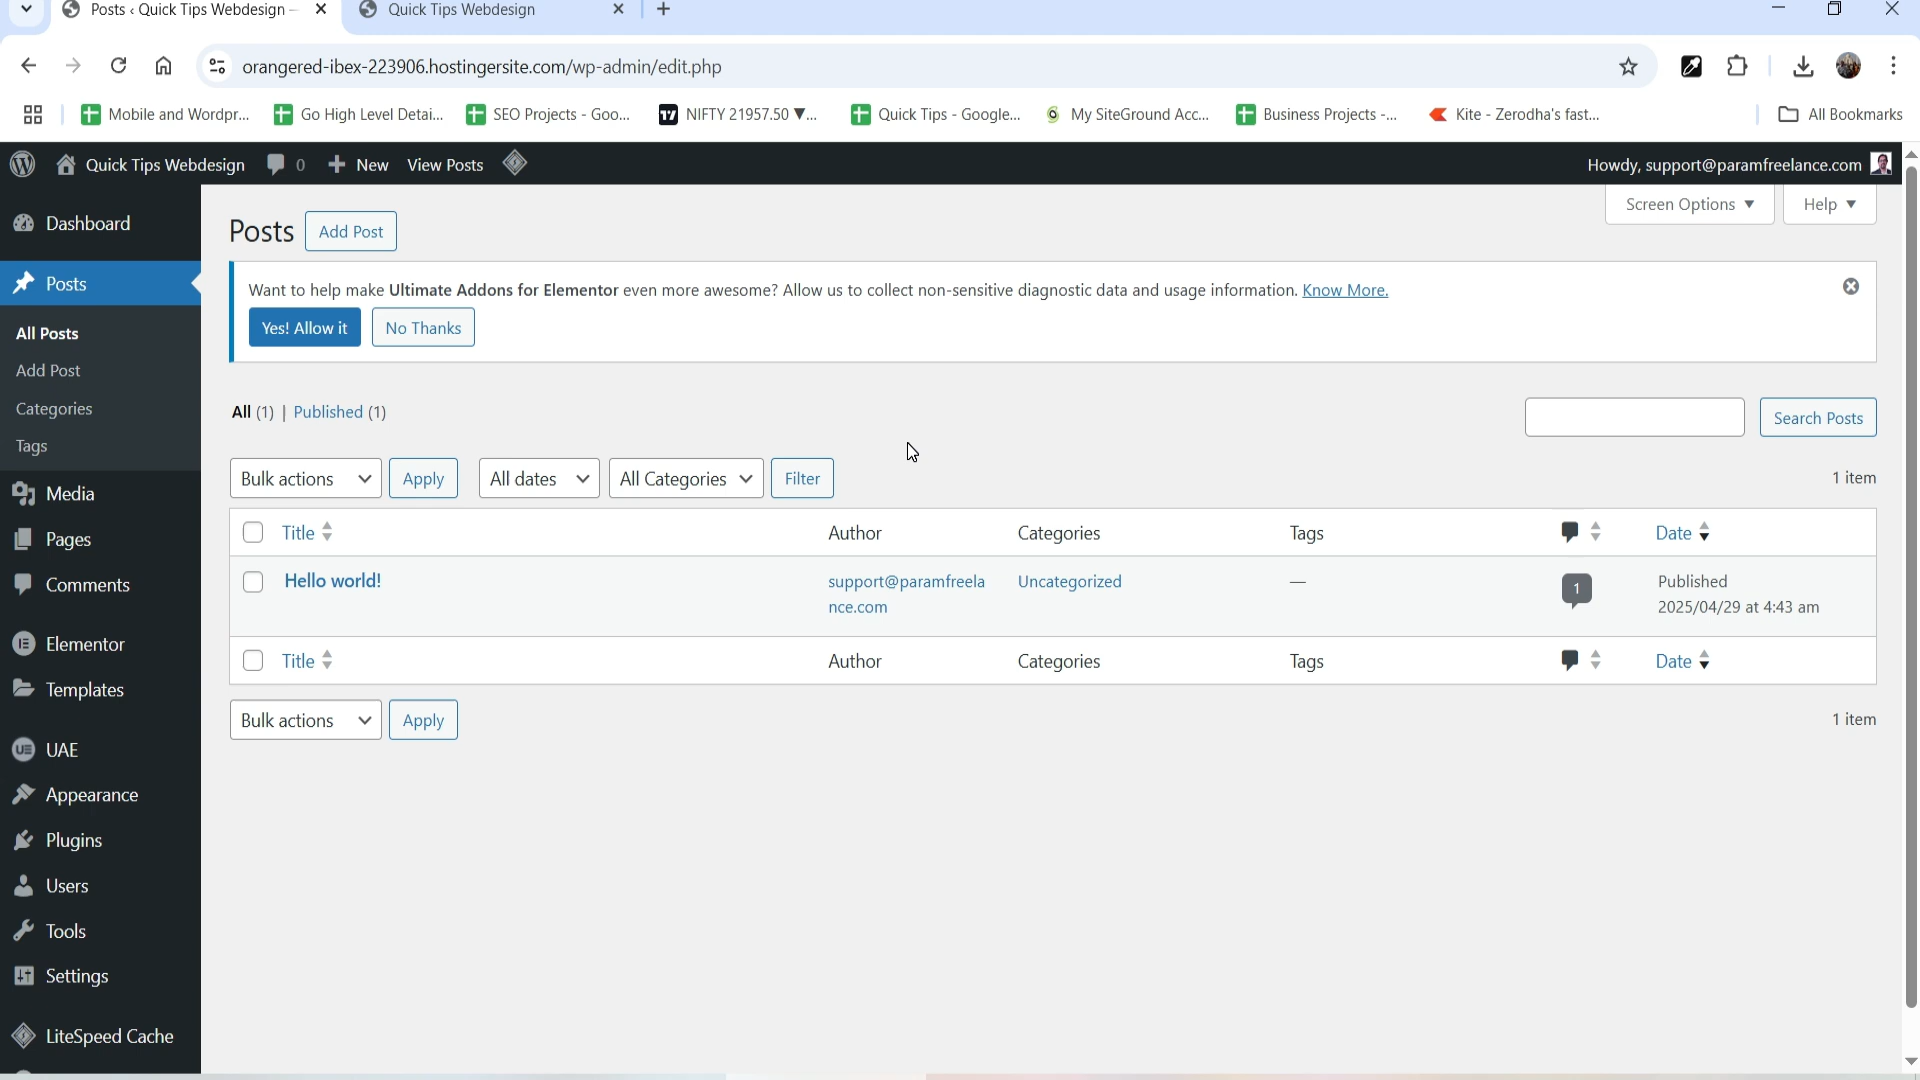 Posts ‹ Quick Tips Webdesign –
Quick Tips Webdesign
orangered-ibex-223906.hostingersite.com/wp-admin/edit.php
Mobile and Wordpr...
Go High Level Detai...
SEO Projects - Goo...
NIFTY 21957.50 ▼...
Quick Tips - Google...
My SiteGround Acc...
Business Projects -...
Kite - Zerodha's fast...
All Bookmarks
Quick Tips Webdesign
0
New
View Posts
Howdy, support@paramfreelance.com
Dashboard
Posts
All Posts
Add Post
Categories
Tags
Media
Pages
Comments
Elementor
Templates
UAE
Appearance
Plugins
Users
Tools
Settings
LiteSpeed Cache
Screen Options ▼
Help ▼
Posts
Add Post
Want to help make Ultimate Addons for Elementor even more awesome? Allow us to collect non-sensitive diagnostic data and usage information. Know More.
Yes! Allow it
No Thanks
All (1) | Published (1)
Search Posts
Bulk actions
Apply
All dates
All Categories
Filter
1 item
Title
Author
Categories
Tags
Date
Hello world!
support@paramfreela
nce.com
Uncategorized
—
1
Published
2025/04/29 at 4:43 am
Title
Author
Categories
Tags
Date
Bulk actions
Apply
1 item